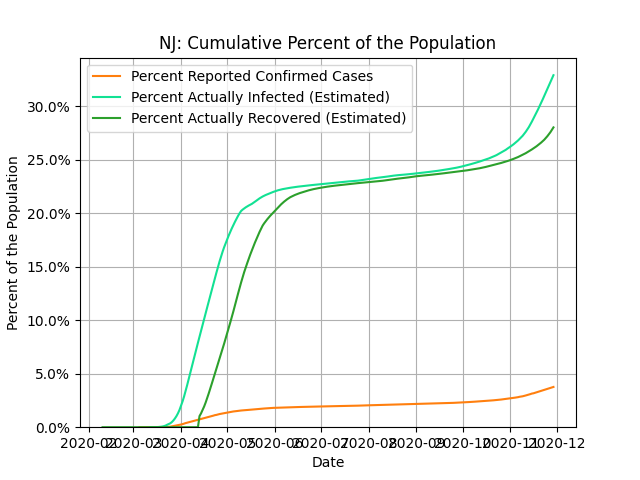 NJ: Cumulative Percent of the Population
Percent Reported Confirmed Cases
Percent Actually Infected (Estimated)
Percent Actually Recovered (Estimated)
30.0%
25.0%
20.0%
15.0%
10.0%
5.0%
0.0%
Percent of the Population
2020-02 2020-03 2020-04 2020-05 2020-06 2020-07 2020-08 2020-09 2020-10 2020-11 2020-12
Date